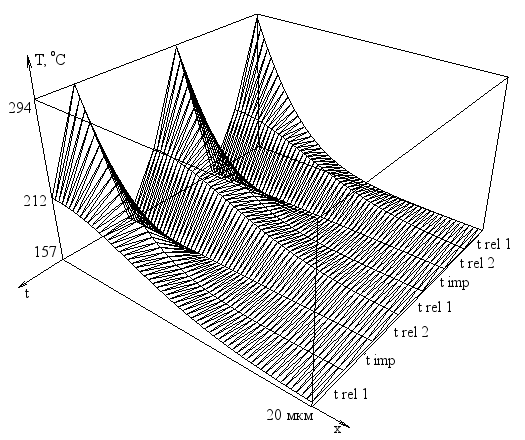 T, °C
294
212
157
t
t rel 1
t rel 2
t imp
t rel 1
t rel 2
t imp
t rel 1
20 мкм
x